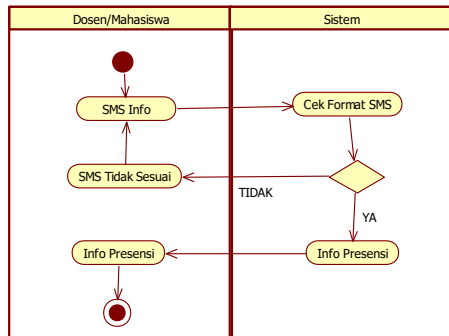 Dosen/Mahasiswa
Sistem
SMS Info
Cek Format SMS
SMS Tidak Sesuai
TIDAK
YA
Info Presensi
Info Presensi